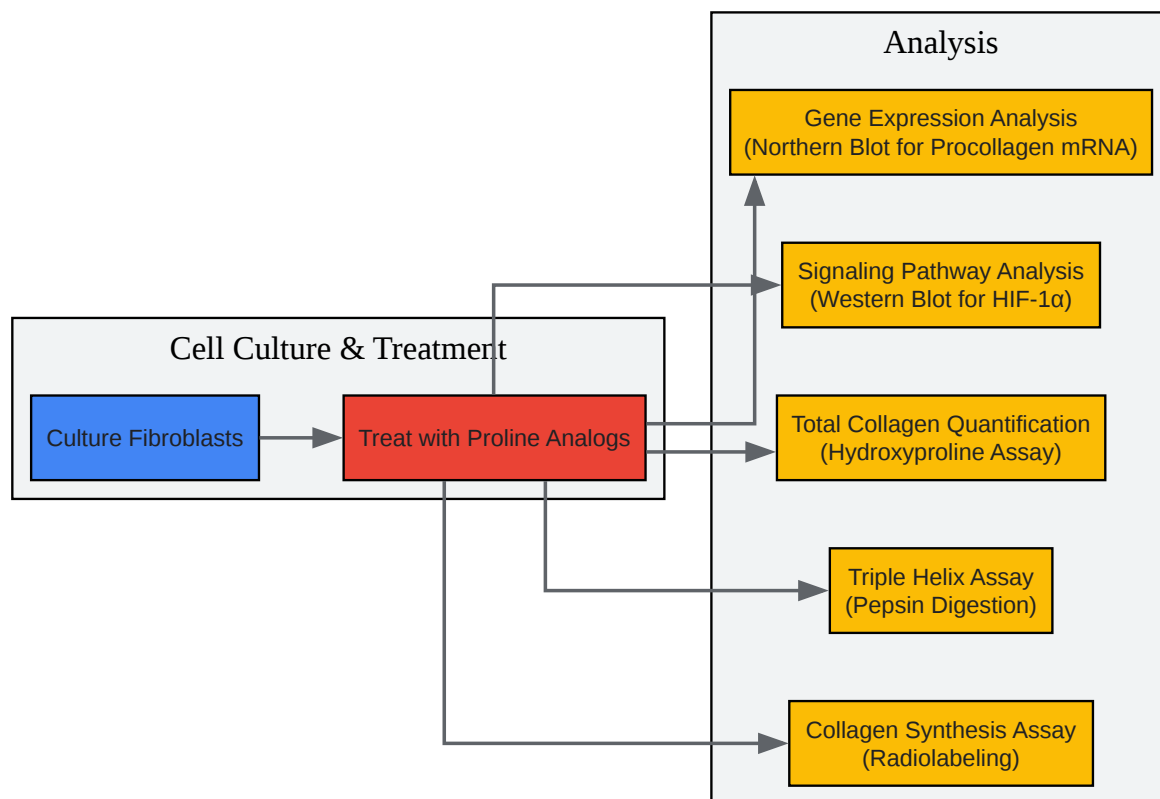 Analysis
Gene Expression Analysis
(Northern Blot for Procollagen mRNA)
Signaling Pathway Analysis
(Western Blot for HIF-1α)
Cell Culture & Treatment
Culture Fibroblasts
Treat with Proline Analogs
Total Collagen Quantification
(Hydroxyproline Assay)
Triple Helix Assay
(Pepsin Digestion)
Collagen Synthesis Assay
(Radiolabeling)